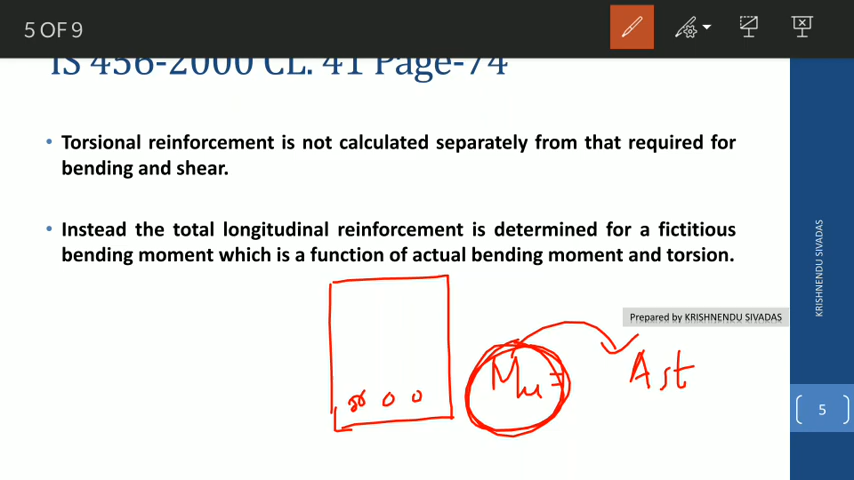 5 OF 9
IS 456-2000 CL. 41 Page-74
• Torsional reinforcement is not calculated separately from that required for
bending and shear.
• Instead the total longitudinal reinforcement is determined for a fictitious
bending moment which is a function of actual bending moment and torsion.
Prepared by KRISHNENDU SIVADAS
KRISHNENDU SIVADAS
Mu =
Ast
5